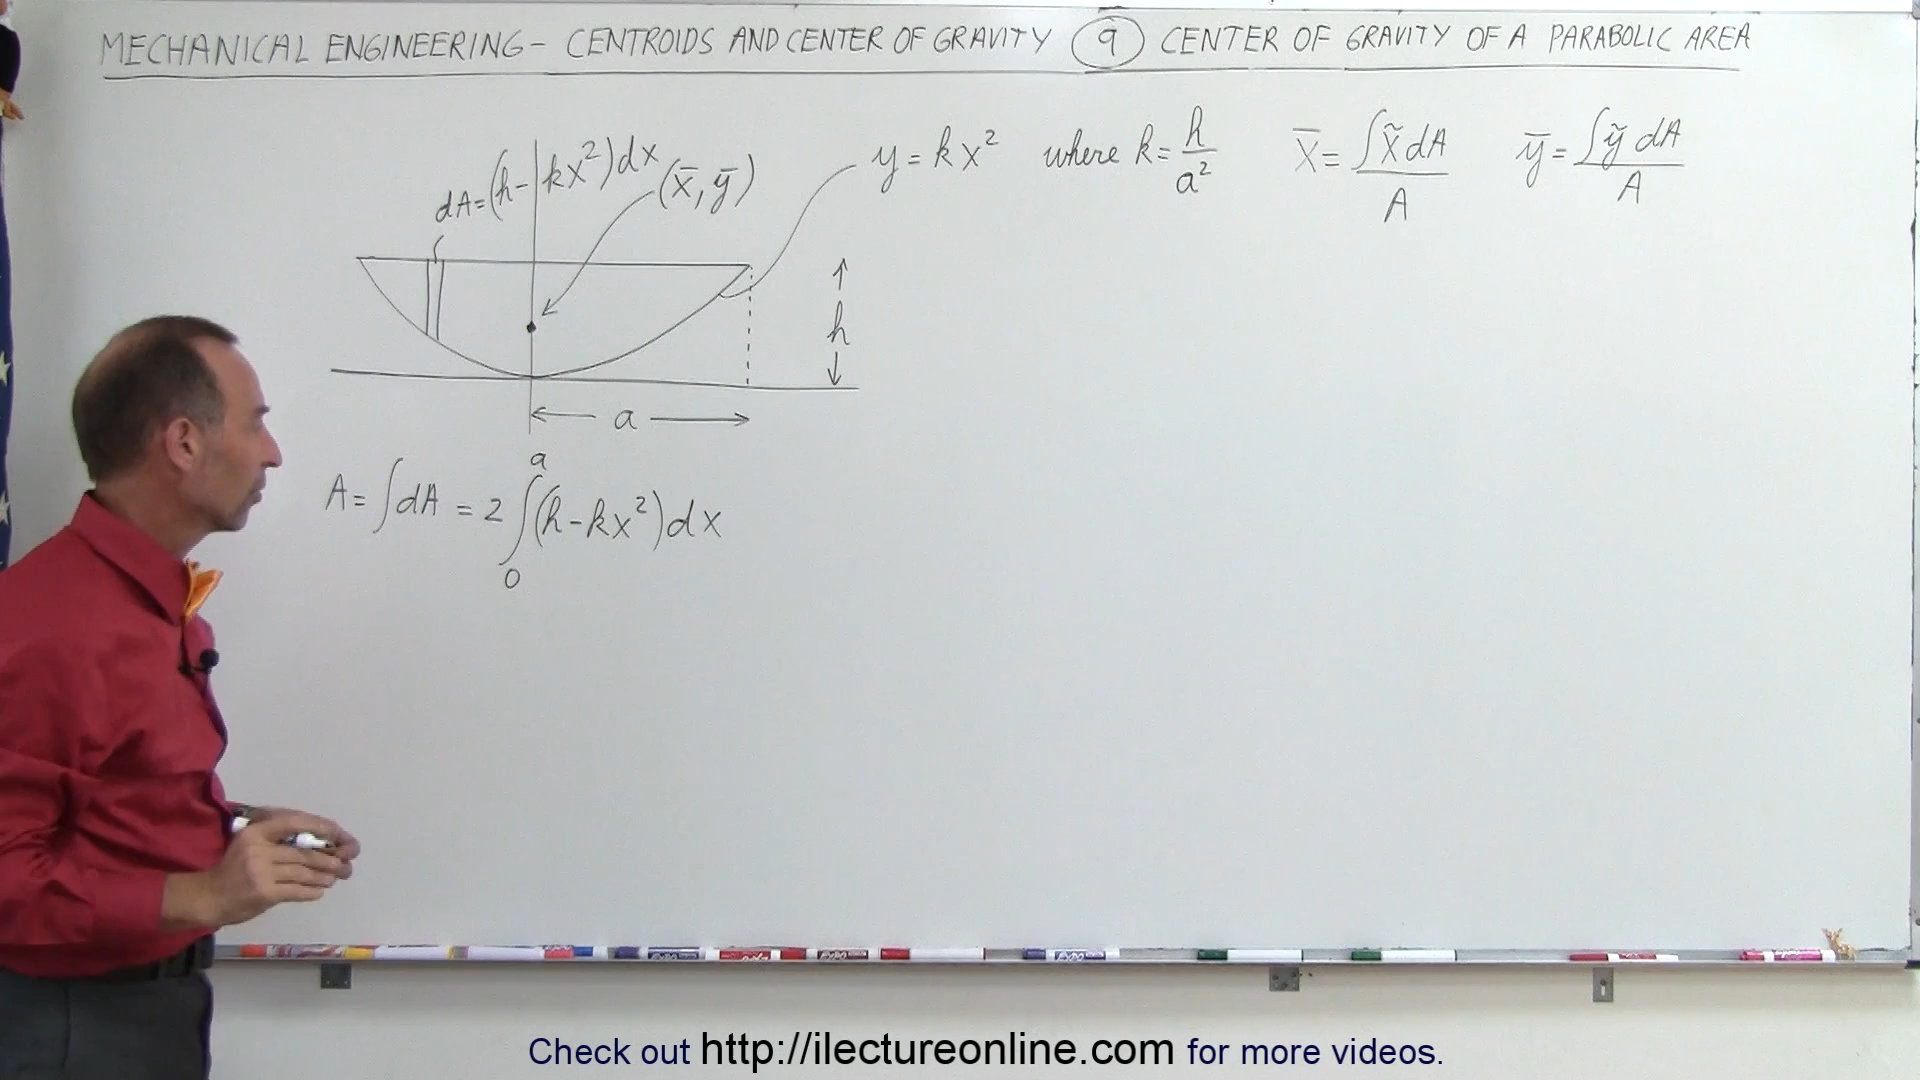 MECHANICAL ENGINEERING – CENTROIDS AND CENTER OF GRAVITY (9) CENTER OF GRAVITY OF A PARABOLIC AREA
dA=(h-kx²)dx
(x̄, ȳ)
y = kx² where k = h/a²
x̄ = ∫x̃dA/A
ȳ = ∫ỹ dA/A
h
a
A = ∫dA = 2 ∫₀ᵃ (h-kx²)dx
Check out http://ilectureonline.com for more videos.